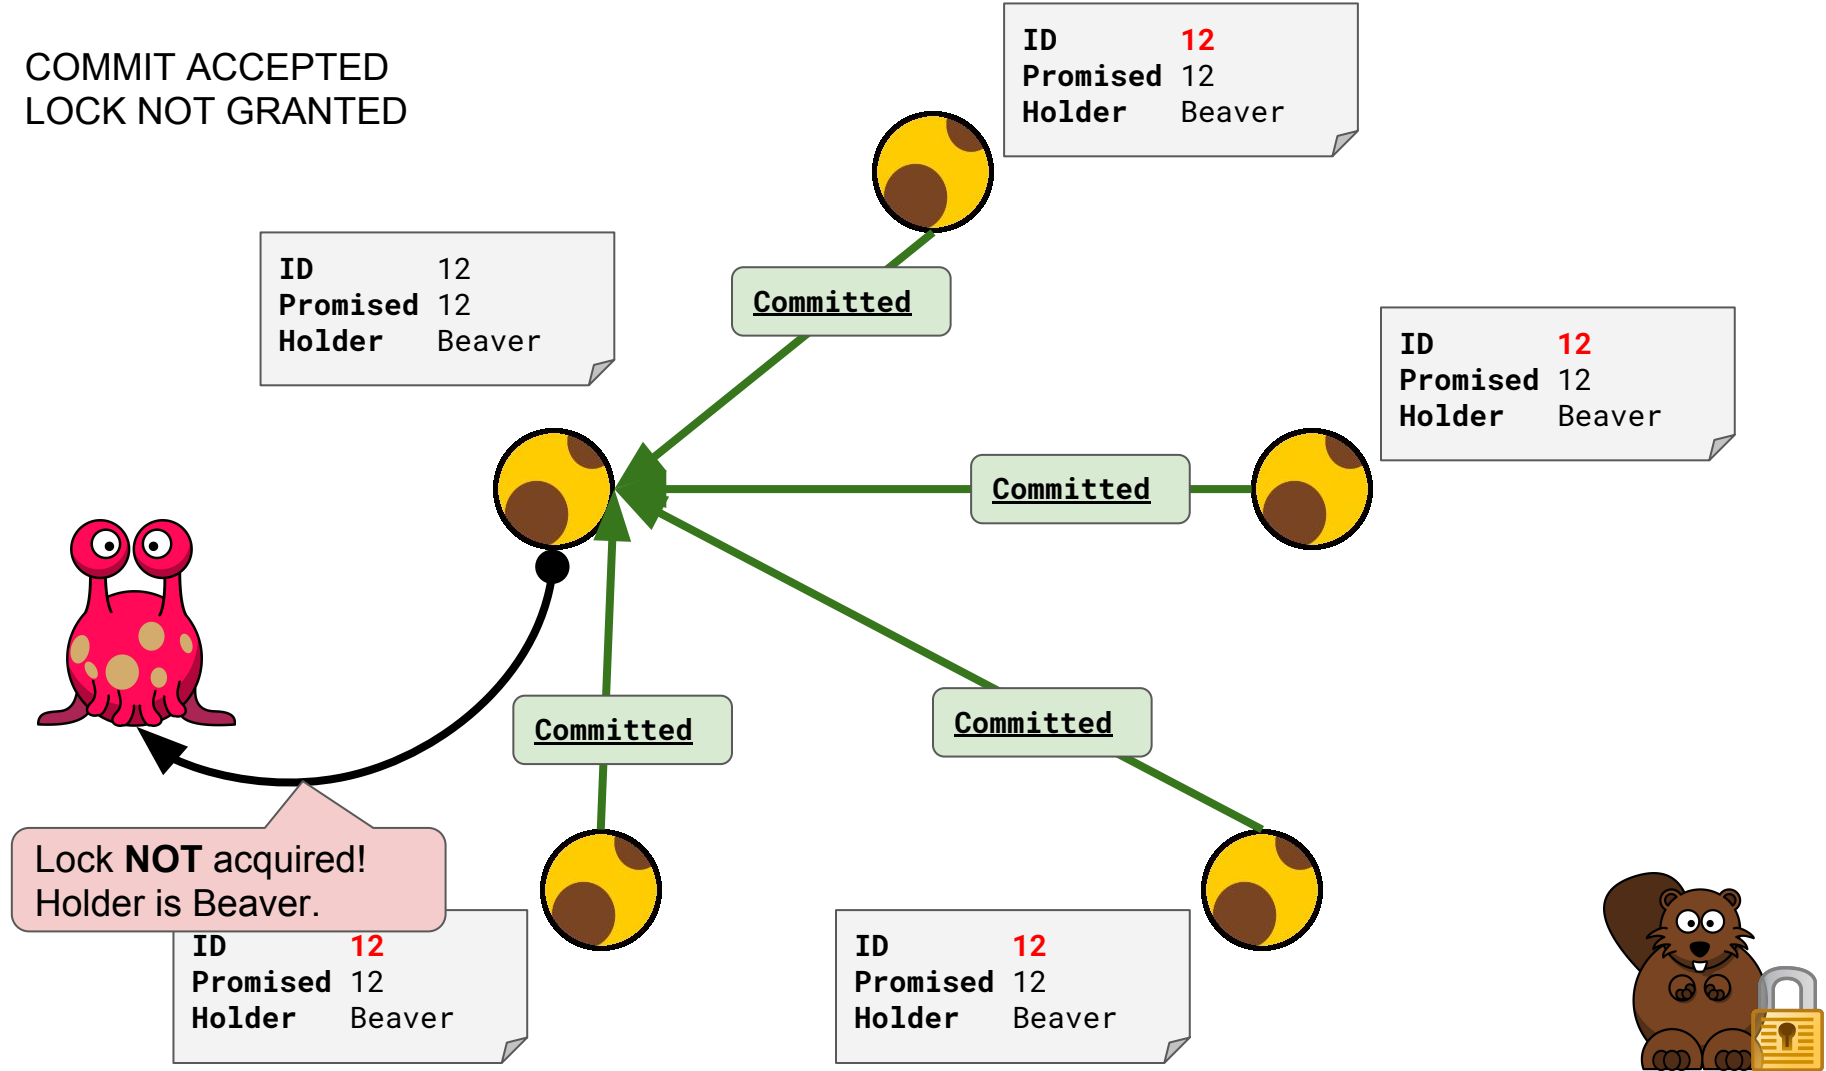 COMMIT ACCEPTED
LOCK NOT GRANTED
ID 12
Promised 12
Holder Beaver
ID 12
Promised 12
Holder Beaver
Committed
ID 12
Promised 12
Holder Beaver
Committed
Committed
Committed
Lock NOT acquired!
Holder is Beaver.
ID 12
Promised 12
Holder Beaver
ID 12
Promised 12
Holder Beaver